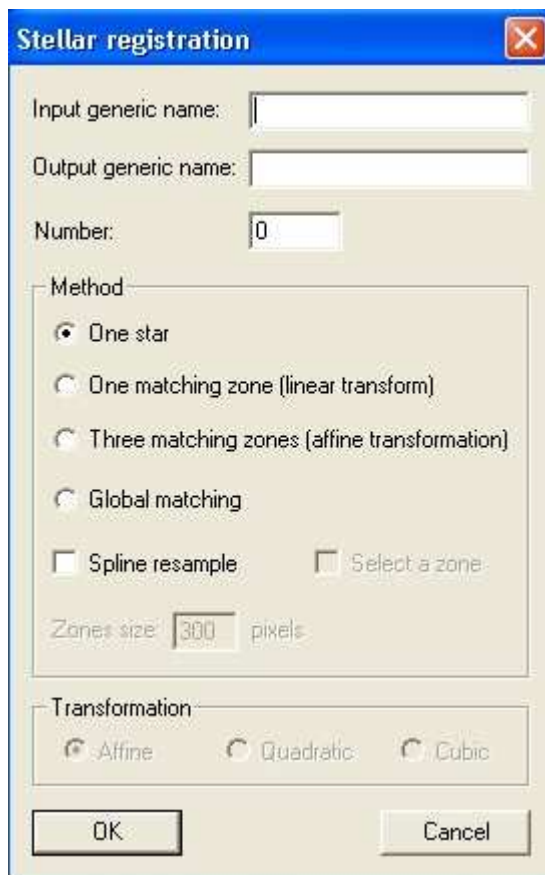 Stellar registration
Input generic name:
Output generic name:
Number: 0
Method
One star
One matching zone (linear transform)
Three matching zones (affine transformation)
Global matching
Spline resample Select a zone
Zones size: 300 pixels
Transformation
Affine Quadratic Cubic
OK Cancel